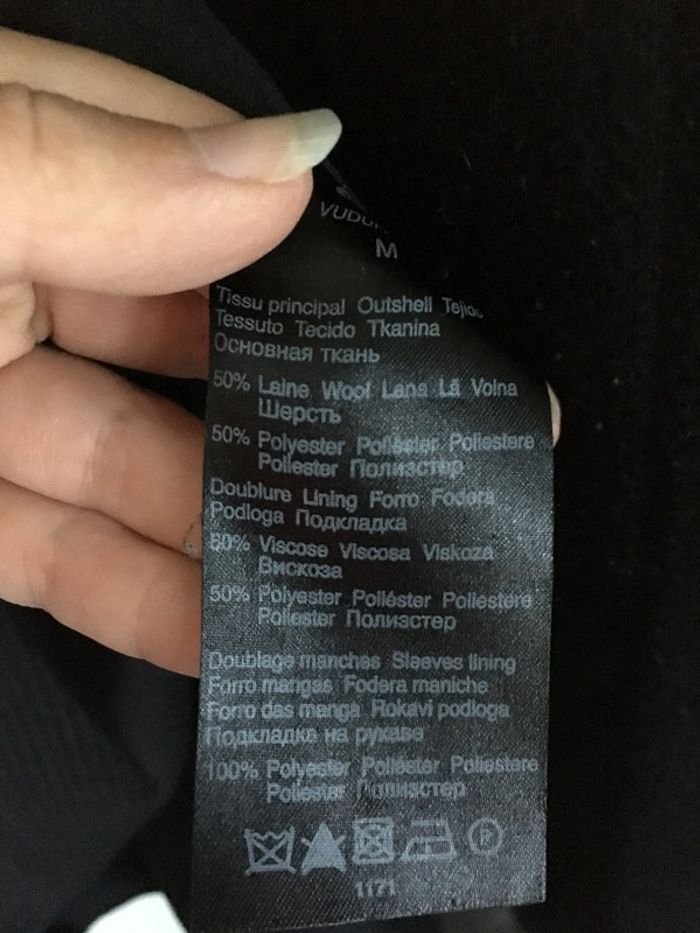 M
Tissu principal Outshell
Tessuto Tecido Tkanina
Основная ткань
50% Laine Wool Lana Lã Volna
Шерсть
50% Polyester Poliéster Poliestere
Poliester Полиэстер
Doublure Lining Forro Fodera
Podloga Подкладка
50% Viscose Viscosa Viskoza
Вискоза
50% Polyester Poliéster Poliestere
Poliester Полиэстер
Doublage manches Sleeves lining
Forro mangas Fodera maniche
Forro das manga Rokavi podloga
Подкладка на рукаве
100% Polyester Poliéster Poliestere
Poliester Полиэстер
P
1171